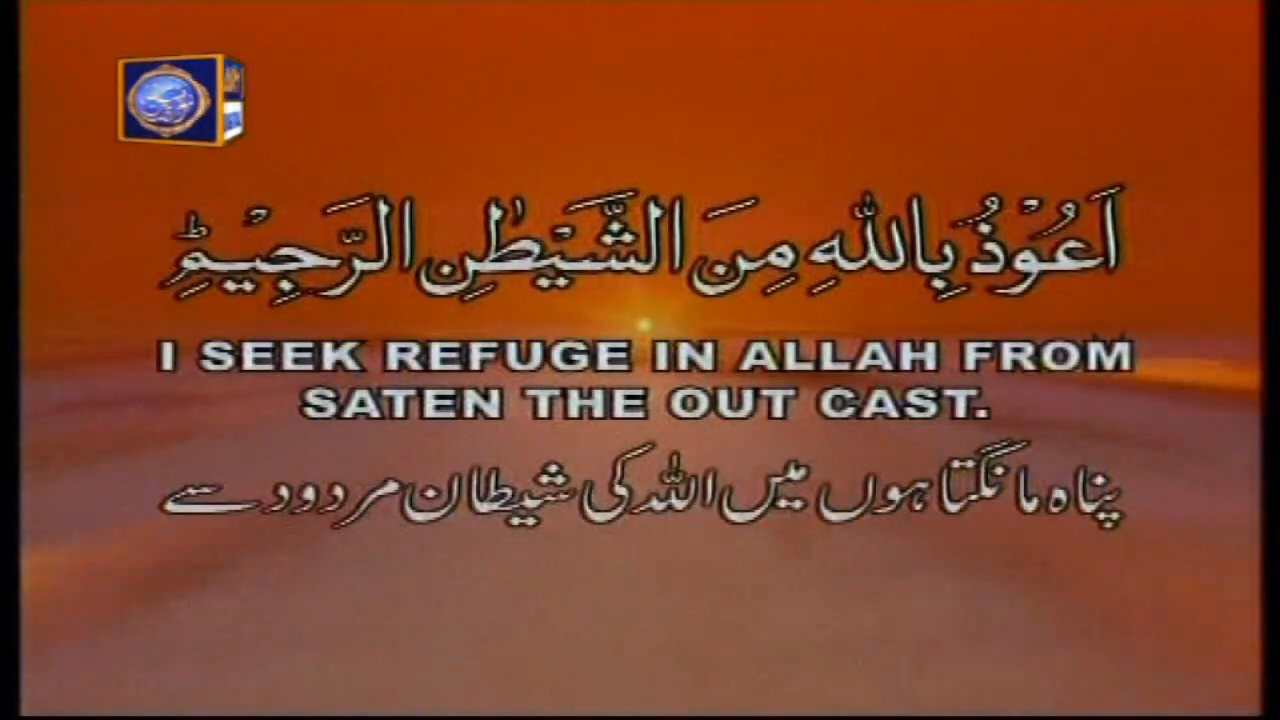 اَعُوْذُ بِاللّٰهِ مِنَ الشَّيْطٰنِ الرَّجِيْمِؕ
I SEEK REFUGE IN ALLAH FROM
SATEN THE OUT CAST.
پناہ مانگتا ہوں میں اللہ کی شیطان مردود سے